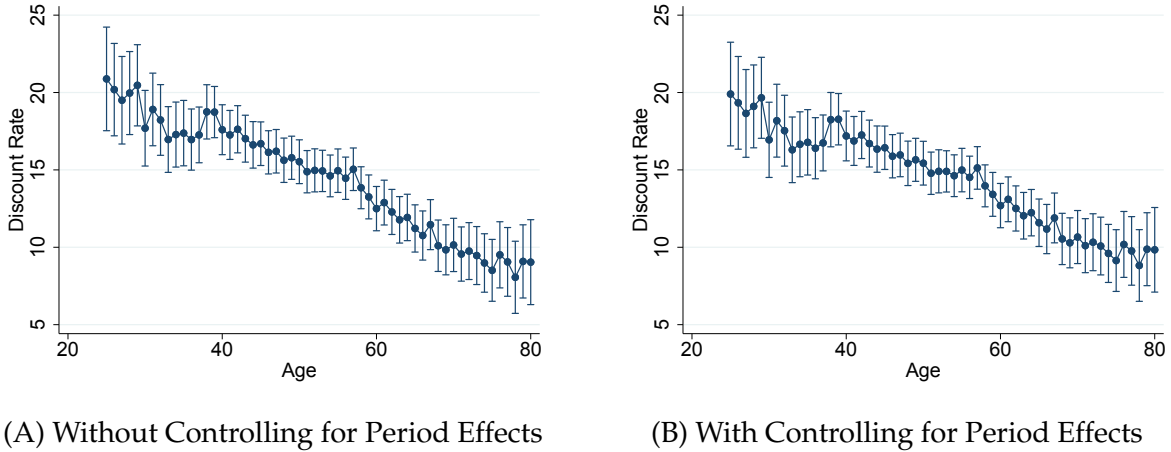 25
20
15
10
5
Discount Rate
20 40 60 80
Age
(A) Without Controlling for Period Effects
25
20
15
10
5
Discount Rate
20 40 60 80
Age
(B) With Controlling for Period Effects